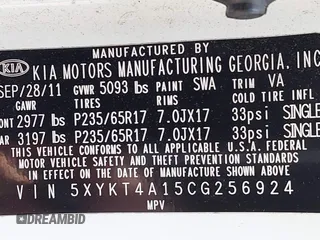 MANUFACTURED BY
KIA KIA MOTORS MANUFACTURING GEORGIA, INC
SEP/28/11 GVWR 5093 lbs PAINT SWA TRIM VA
GAWR TIRES RIMS COLD TIRE INFL
ONT 2977 lbs P235/65R17 7.0JX17 33psi SINGLE
AR 3197 lbs P235/65R17 7.0JX17 33psi SINGLE
THIS VEHICLE CONFORMS TO ALL APPLICABLE U.S.A. FEDERAL
MOTOR VEHICLE SAFETY STANDARDS
IN EFFECT ON THE DATE OF MANUFACTURE SHOWN ABOVE.
VIN 5XYKT4A15CG256924
MPV
DREAMBID